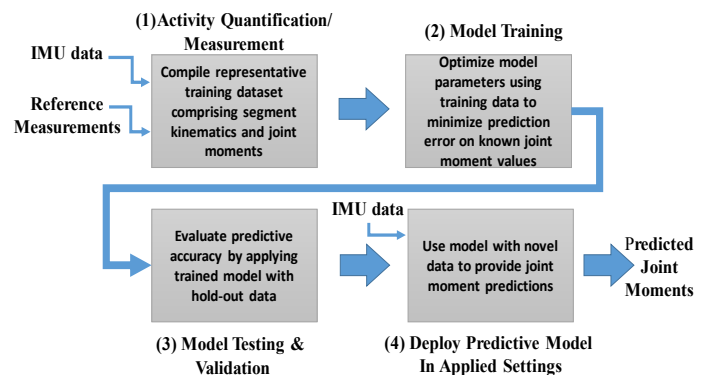 (1)Activity Quantification/
Measurement
IMU data
Reference
Measurements
Compile representative
training dataset
comprising segment
kinematics and joint
moments
(2) Model Training
Optimize model
parameters using
training data to
minimize prediction
error on known joint
moment values
Evaluate predictive
accuracy by applying
trained model with
hold-out data
(3) Model Testing &
Validation
IMU data
Use model with novel
data to provide joint
moment predictions
(4) Deploy Predictive Model
In Applied Settings
Predicted
Joint
Moments